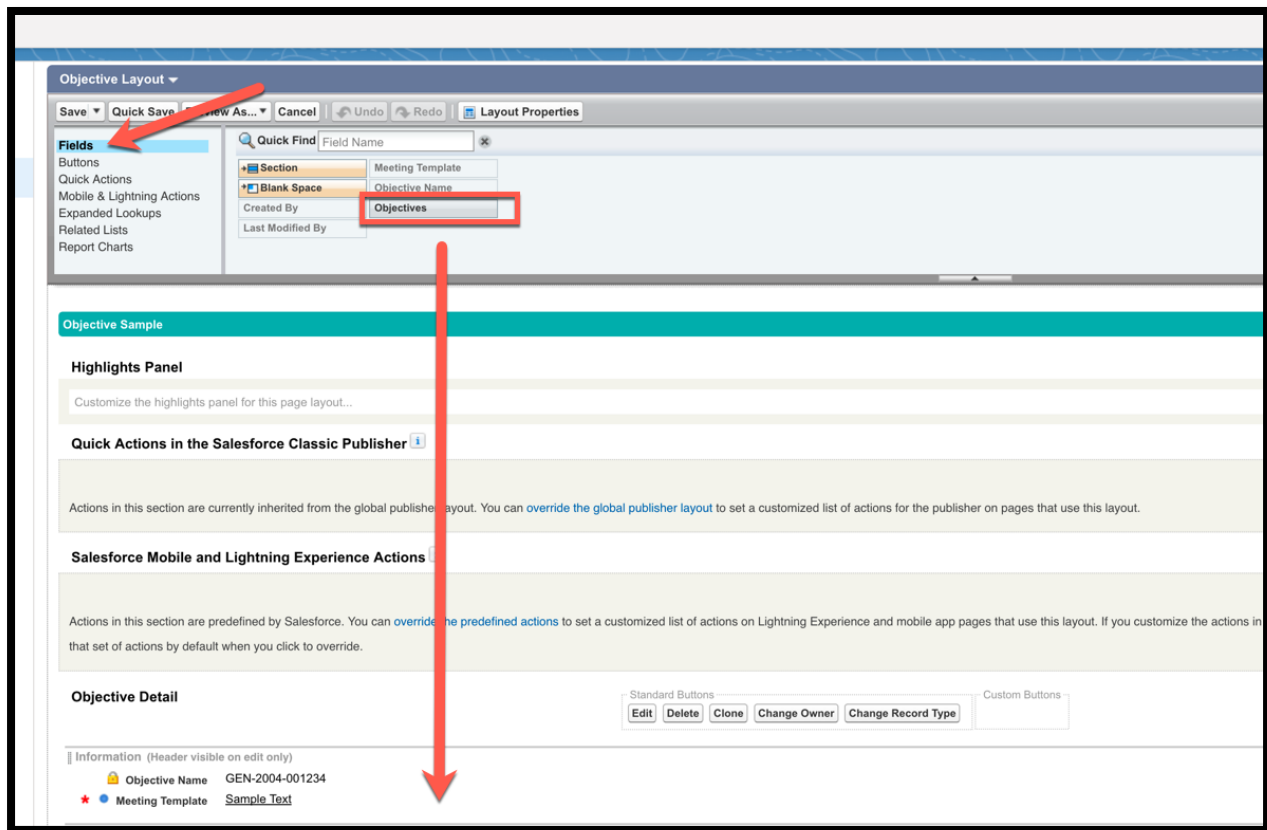 Objective Layout
Save Quick Save As... Cancel Undo Redo Layout Properties
Fields
Buttons
Quick Actions
Mobile & Lightning Actions
Expanded Lookups
Related Lists
Report Charts
Quick Find Field Name
Section Meeting Template
Blank Space Objective Name
Created By Objectives
Last Modified By
Objective Sample
Highlights Panel
Customize the highlights panel for this page layout...
Quick Actions in the Salesforce Classic Publisher
Actions in this section are currently inherited from the global publisher layout. You can override the global publisher layout to set a customized list of actions for the publisher on pages that use this layout.
Salesforce Mobile and Lightning Experience Actions
Actions in this section are predefined by Salesforce. You can override the predefined actions to set a customized list of actions on Lightning Experience and mobile app pages that use this layout. If you customize the actions in
that set of actions by default when you click to override.
Objective Detail
Standard Buttons
Custom Buttons
Edit Delete Clone Change Owner Change Record Type
Information (Header visible on edit only)
Objective Name GEN-2004-001234
Meeting Template Sample Text